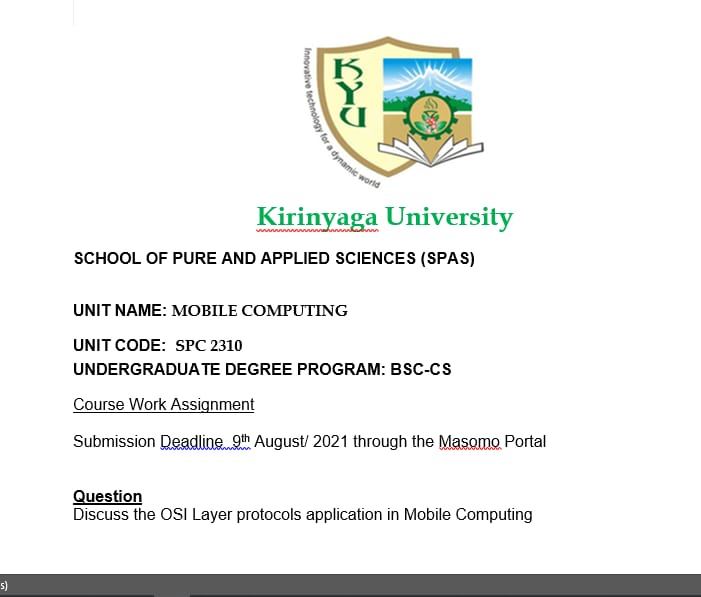 KYU
Innovative technology for a dynamic world
Kirinyaga University
SCHOOL OF PURE AND APPLIED SCIENCES (SPAS)
UNIT NAME: MOBILE COMPUTING
UNIT CODE: SPC 2310
UNDERGRADUATE DEGREE PROGRAM: BSC-CS
Course Work Assignment
Submission Deadline 9th August/ 2021 through the Masomo Portal
Question
Discuss the OSI Layer protocols application in Mobile Computing
s)